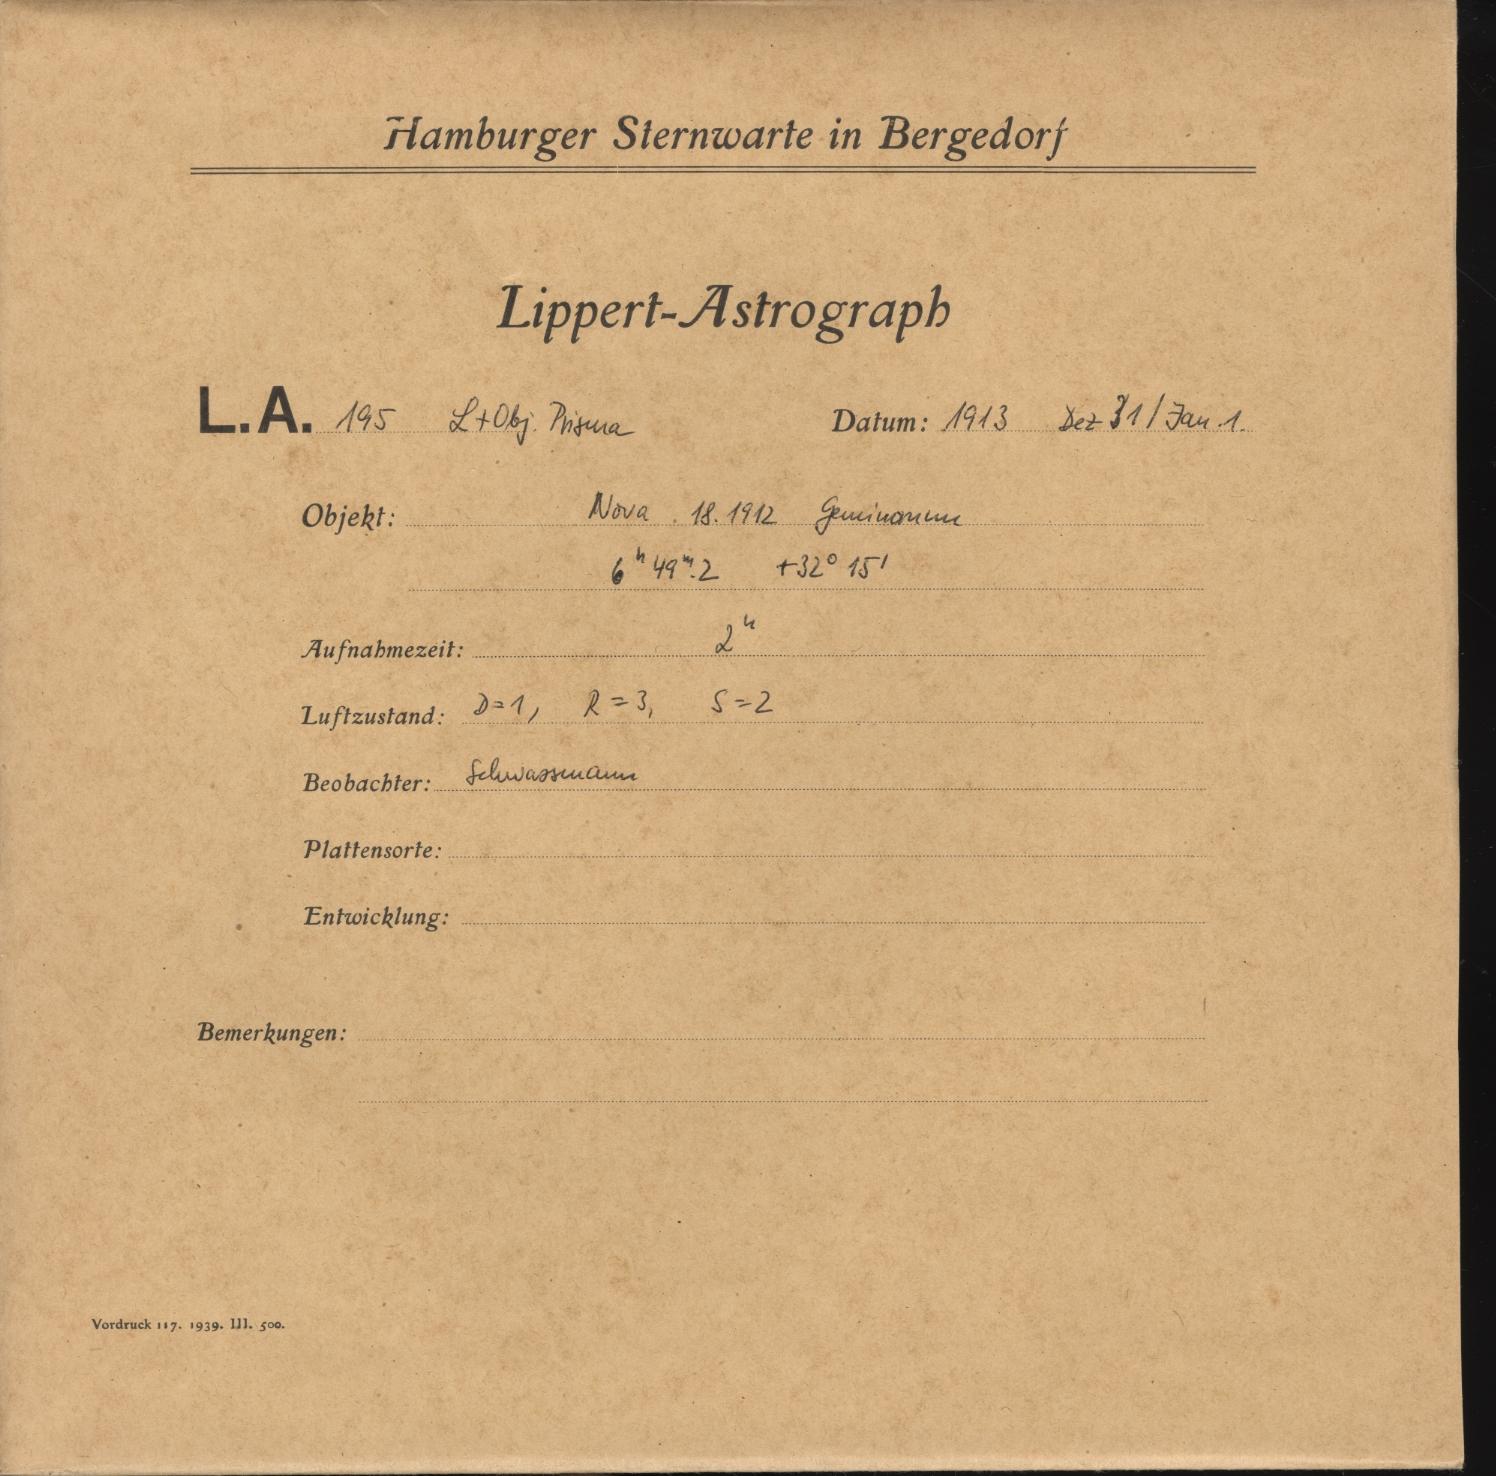 Hamburger Sternwarte in Bergedorf
Lippert-Astrograph
L.A. 195 L+Obj. Prisma Datum: 1913 Dez 31/Jan. 1.
Objekt: Nova 18.1912 Geminorum
6ʰ 49ᵐ.2 +32° 15'
Aufnahmezeit: 2ʰ
Luftzustand: D=1, R=3, S=2
Beobachter: Schwassmann
Plattensorte:
Entwicklung:
Bemerkungen:
Vordruck 117. 1939. III. 500.